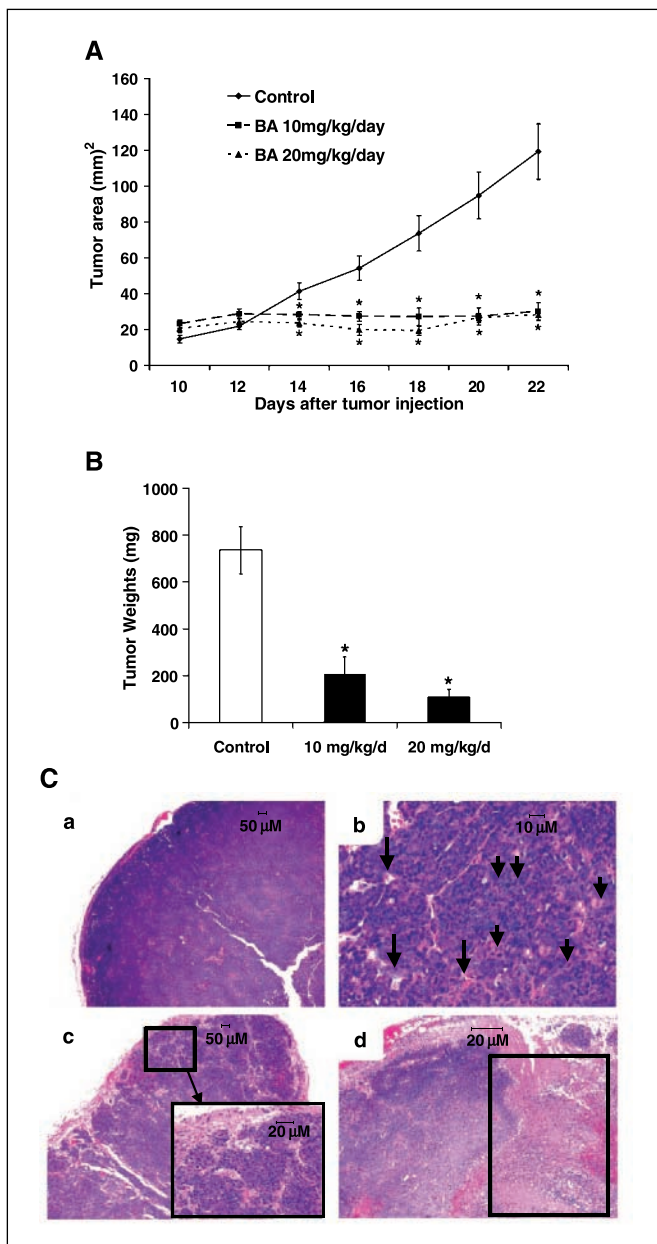 A
160
140
120
100
80
60
40
20
0
Tumor area (mm)²
Control
BA 10mg/kg/day
BA 20mg/kg/day
* * * * *
* * * * *
10 12 14 16 18 20 22
Days after tumor injection
B
1000
800
600
400
200
0
Tumor Weights (mg)
*
*
Control 10 mg/kg/d 20 mg/kg/d
C
a
50 µM
b
10 µM
c
50 µM
20 µM
d
20 µM